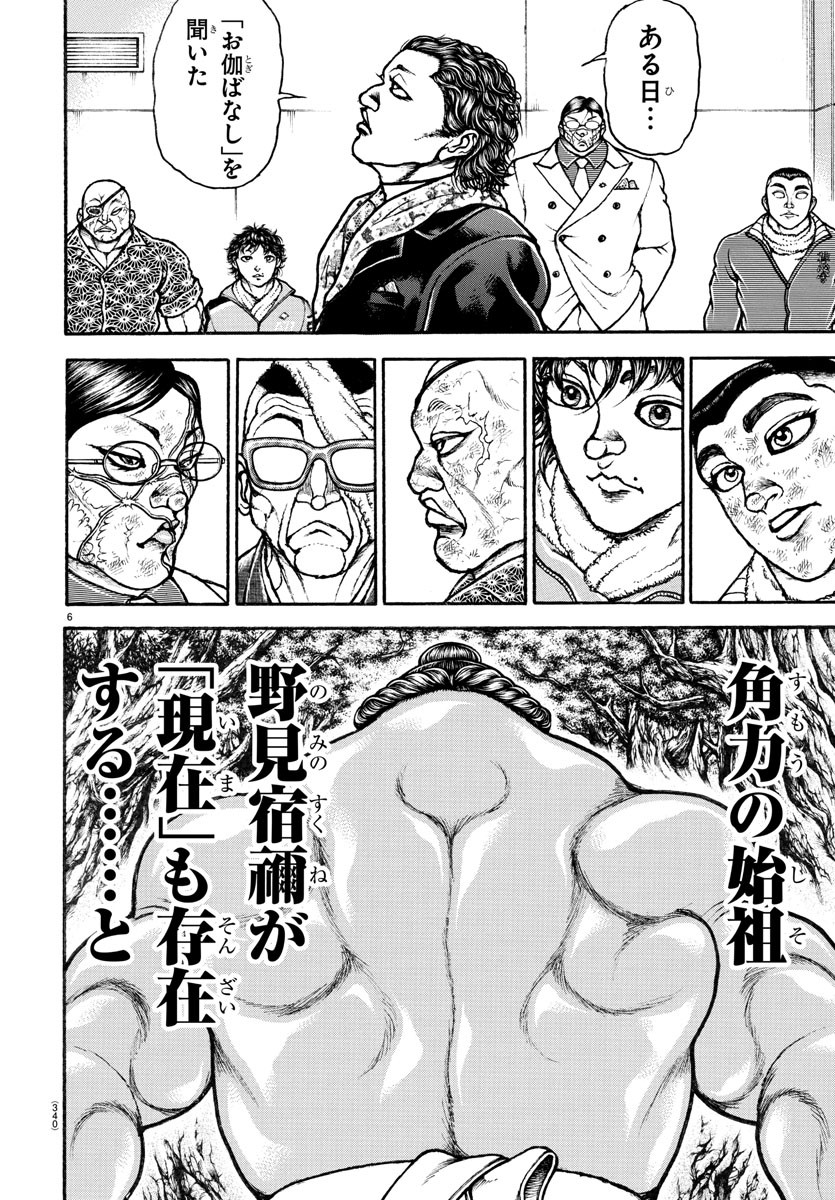 ある日…
「お伽ばなし」を
聞いた
6
角力の始祖
野見宿禰が
「現在」も存在
する………と
(340)